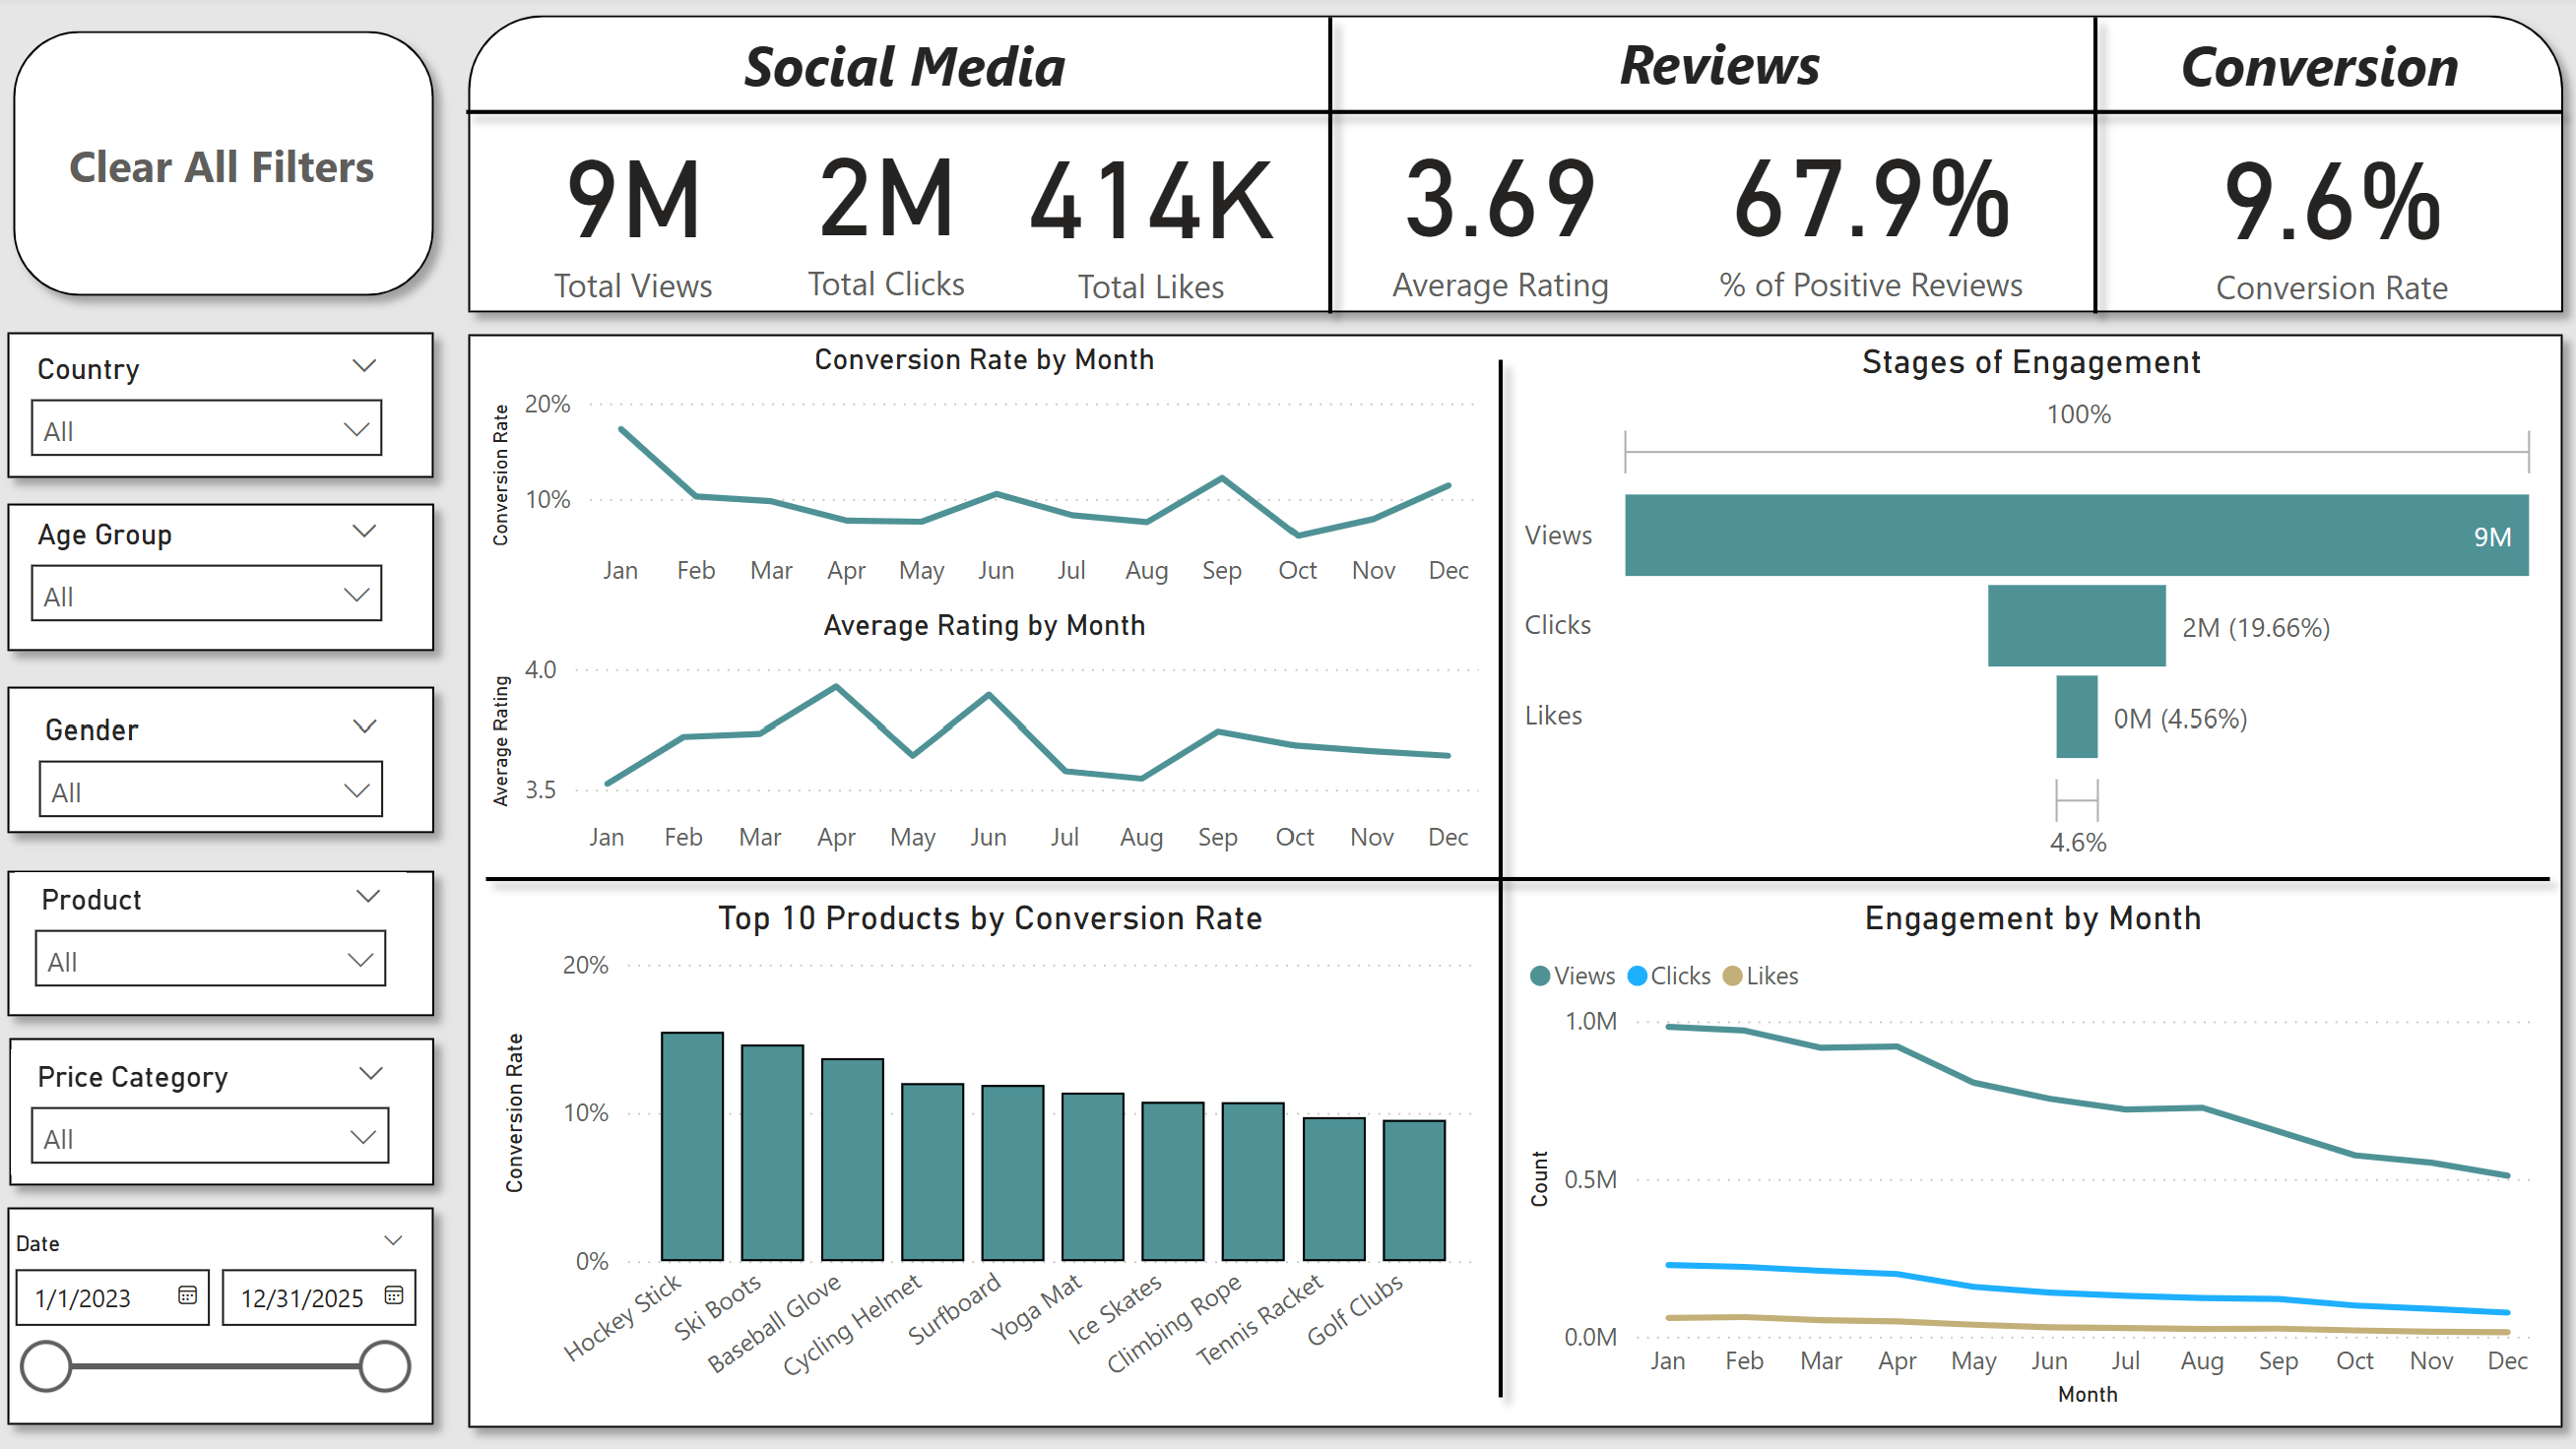 Clear All Filters
Social Media
Reviews
Conversion
9M
2M
414K
3.69
67.9%
9.6%
Total Views
Total Clicks
Total Likes
Average Rating
% of Positive Reviews
Conversion Rate
Country
All
Age Group
All
Gender
All
Product
All
Price Category
All
Date
1/1/2023
12/31/2025
Conversion Rate by Month
Conversion Rate
20%
10%
Jan Feb Mar Apr May Jun Jul Aug Sep Oct Nov Dec
Average Rating by Month
Average Rating
4.0
3.5
Jan Feb Mar Apr May Jun Jul Aug Sep Oct Nov Dec
Stages of Engagement
100%
Views
9M
Clicks
2M (19.66%)
Likes
0M (4.56%)
4.6%
Top 10 Products by Conversion Rate
Conversion Rate
20%
10%
0%
Hockey Stick
Ski Boots
Baseball Glove
Cycling Helmet
Surfboard
Yoga Mat
Ice Skates
Climbing Rope
Tennis Racket
Golf Clubs
Engagement by Month
Views Clicks Likes
Count
1.0M
0.5M
0.0M
Jan Feb Mar Apr May Jun Jul Aug Sep Oct Nov Dec
Month